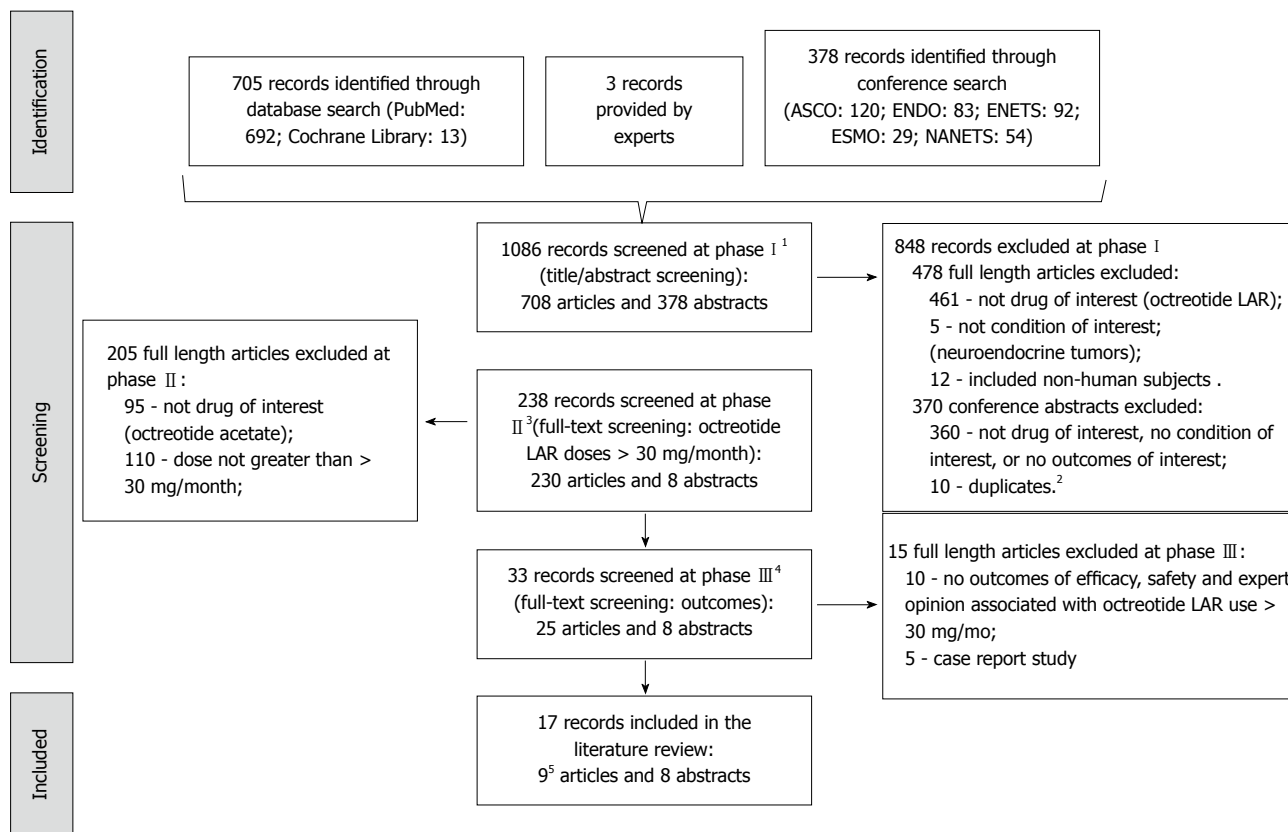 Identification
705 records identified through
database search (PubMed:
692; Cochrane Library: 13)
3 records
provided by
experts
378 records identified through
conference search
(ASCO: 120; ENDO: 83; ENETS: 92;
ESMO: 29; NANETS: 54)
Screening
1086 records screened at phase Ⅰ¹
(title/abstract screening):
708 articles and 378 abstracts
848 records excluded at phase Ⅰ
478 full length articles excluded:
461 - not drug of interest (octreotide LAR);
5 - not condition of interest;
(neuroendocrine tumors);
12 - included non-human subjects .
370 conference abstracts excluded:
360 - not drug of interest, no condition of
interest, or no outcomes of interest;
10 - duplicates.²
205 full length articles excluded at
phase Ⅱ:
95 - not drug of interest
(octreotide acetate);
110 - dose not greater than >
30 mg/month;
238 records screened at phase
Ⅱ³(full-text screening: octreotide
LAR doses > 30 mg/month):
230 articles and 8 abstracts
33 records screened at phase Ⅲ⁴
(full-text screening: outcomes):
25 articles and 8 abstracts
15 full length articles excluded at phase Ⅲ:
10 - no outcomes of efficacy, safety and expert
opinion associated with octreotide LAR use >
30 mg/mo;
5 - case report study
Included
17 records included in the
literature review:
9⁵ articles and 8 abstracts